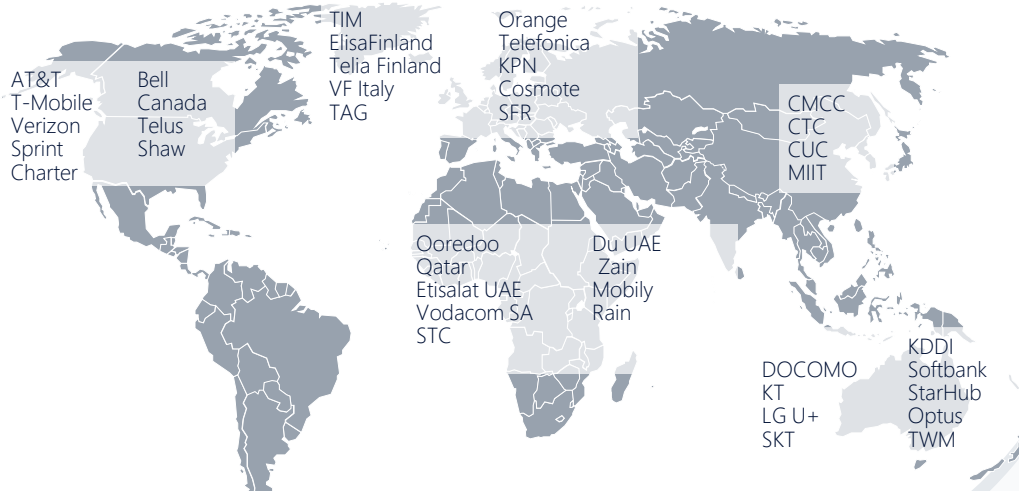 AT&T
T-Mobile
Verizon
Sprint
Charter
Bell
Canada
Telus
Shaw
TIM
ElisaFinland
Telia Finland
VF Italy
TAG
Orange
Telefonica
KPN
Cosmote
SFR
CMCC
CTC
CUC
MIIT
Ooredoo
Qatar
Etisalat UAE
Vodacom SA
STC
Du UAE
Zain
Mobily
Rain
DOCOMO
KT
LG U+
SKT
KDDI
Softbank
StarHub
Optus
TWM